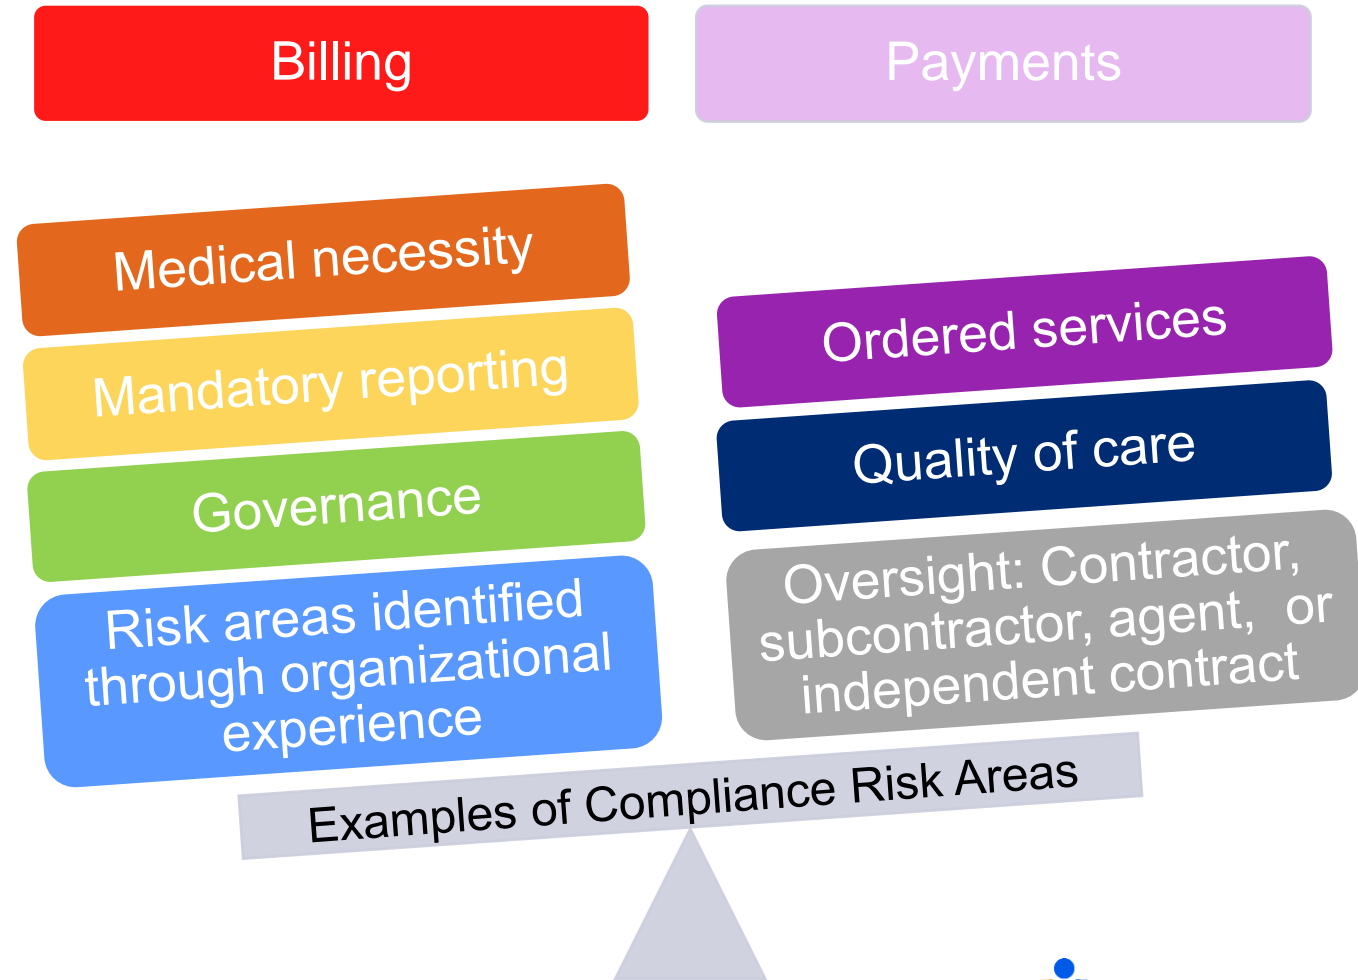 Billing
Payments
Medical necessity
Mandatory reporting
Governance
Risk areas identified
through organizational
experience
Ordered services
Quality of care
Oversight: Contractor,
subcontractor, agent,  or
independent contract
Examples of Compliance Risk Areas